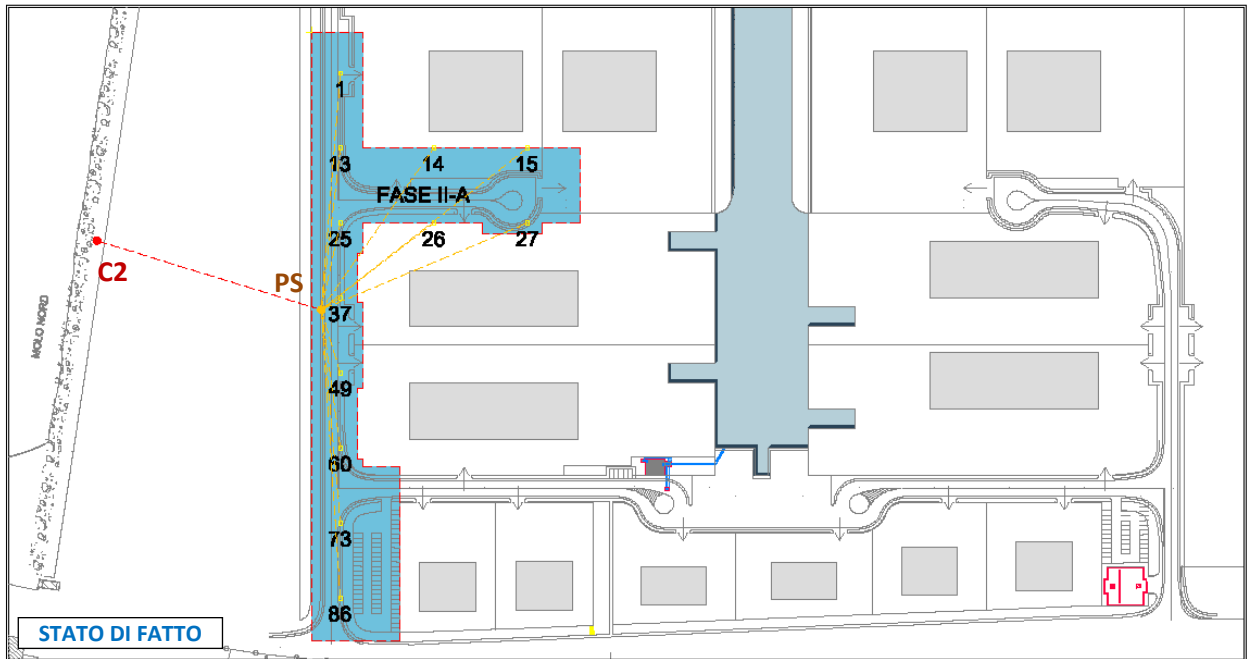 1
13
14
15
FASE II-A
25
26
27
C2
PS
37
MOLO NORD
49
60
73
86
STATO DI FATTO